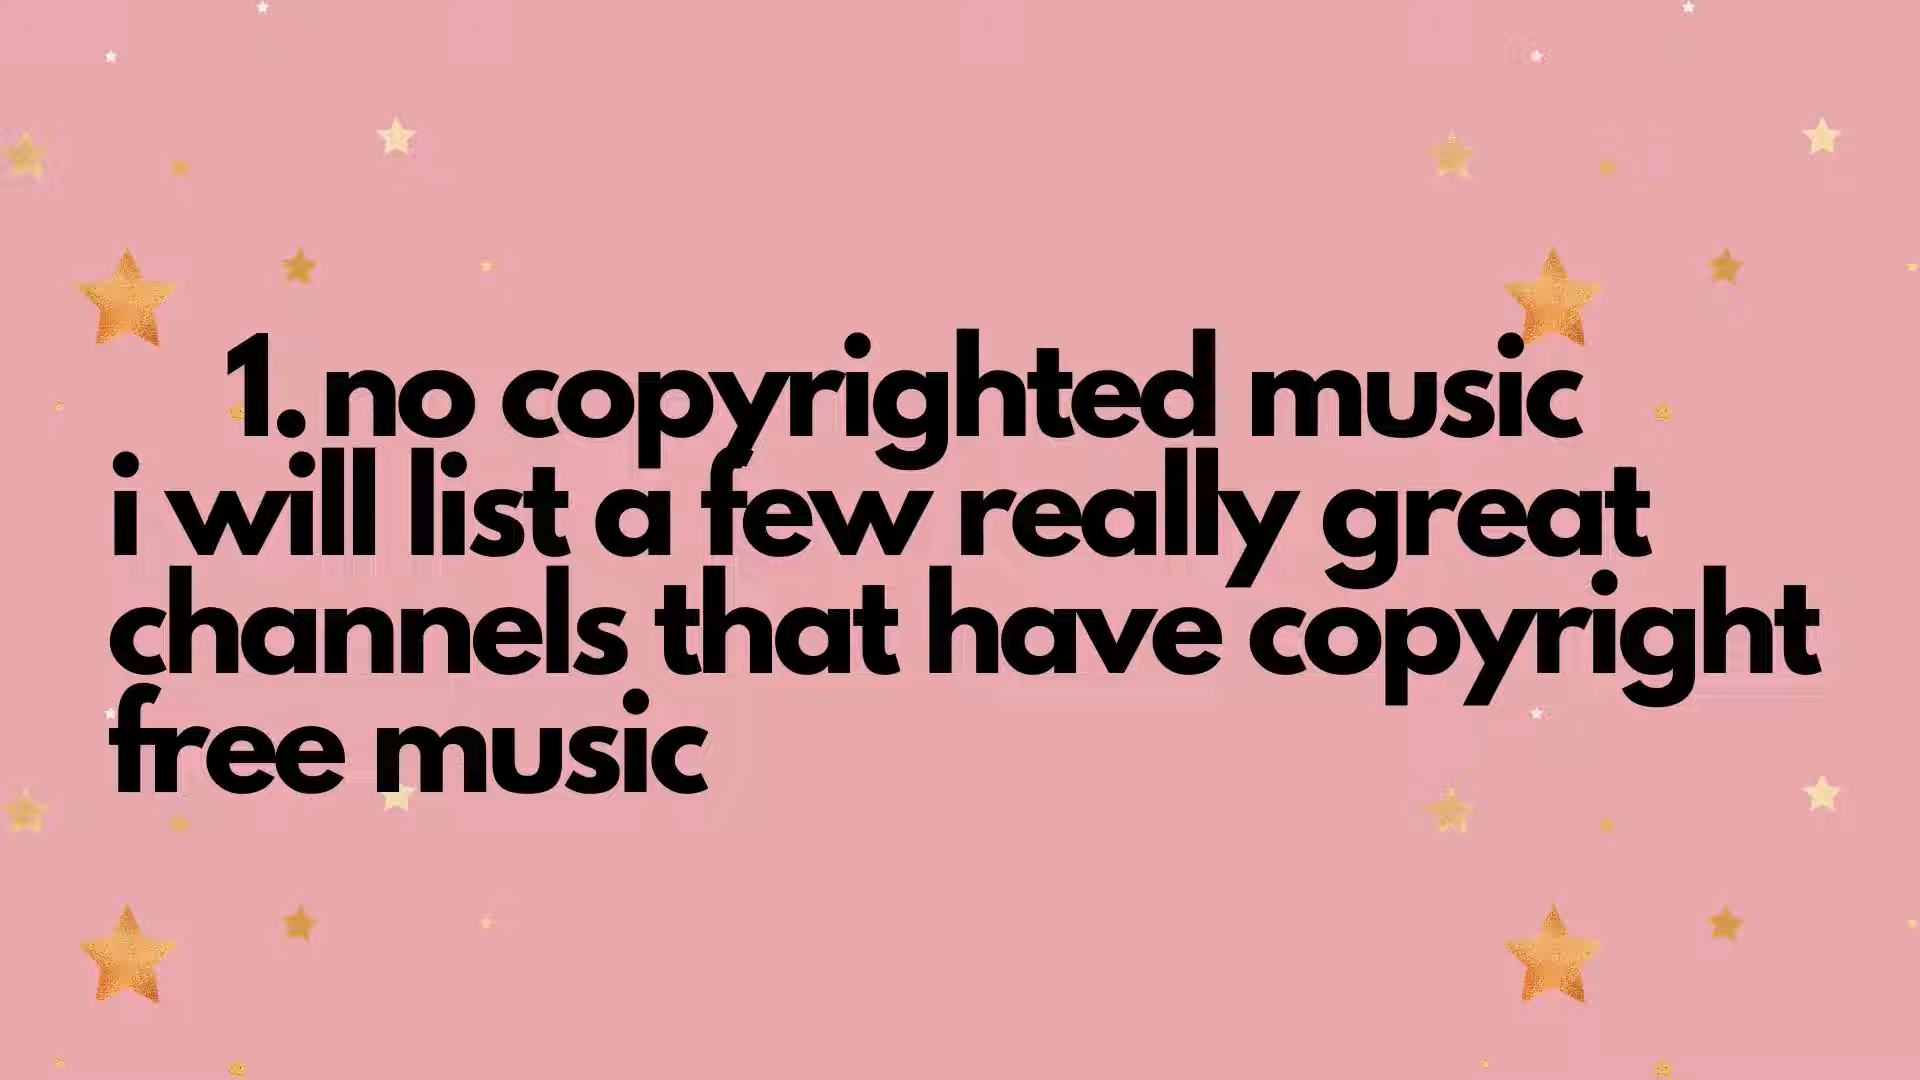 1. no copyrighted music
i will list a few really great
channels that have copyright
free music